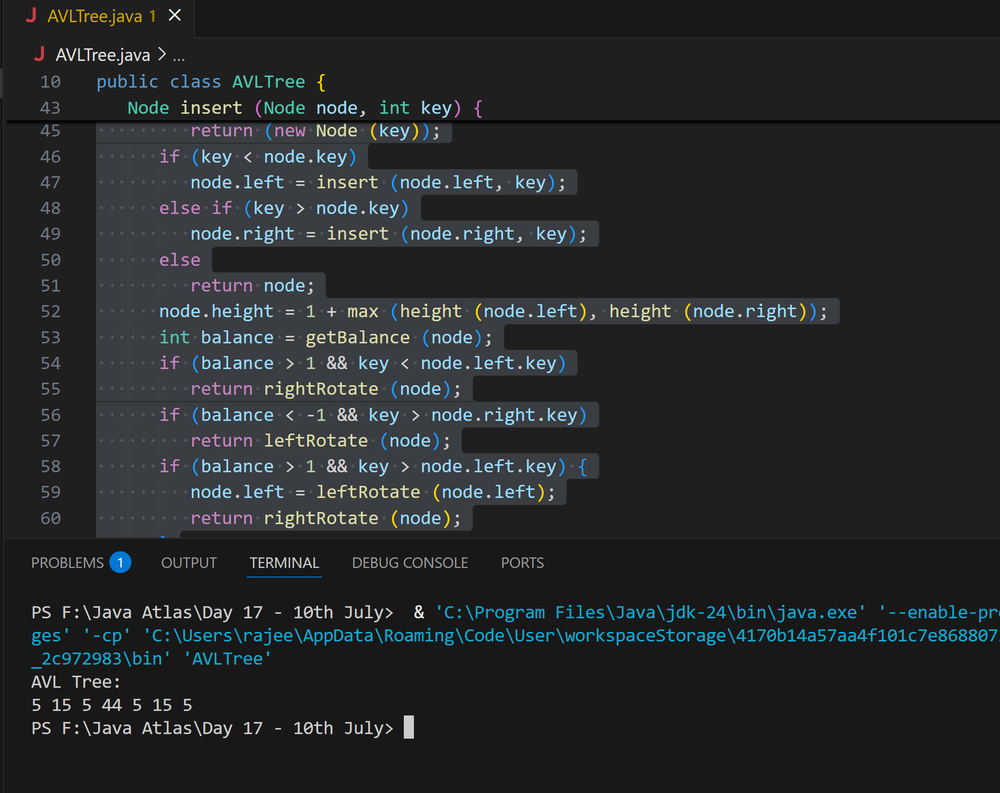 AVLTree.java 1
AVLTree.java > ...
10 public class AVLTree {
43 Node insert (Node node, int key) {
45 return (new Node (key));
46 if (key < node.key)
47 node.left = insert (node.left, key);
48 else if (key > node.key)
49 node.right = insert (node.right, key);
50 else
51 return node;
52 node.height = 1 + max (height (node.left), height (node.right));
53 int balance = getBalance (node);
54 if (balance > 1 && key < node.left.key)
55 return rightRotate (node);
56 if (balance < -1 && key > node.right.key)
57 return leftRotate (node);
58 if (balance > 1 && key > node.left.key) {
59 node.left = leftRotate (node.left);
60 return rightRotate (node);
PROBLEMS 1 OUTPUT TERMINAL DEBUG CONSOLE PORTS
PS F:\Java Atlas\Day 17 - 10th July> & 'C:\Program Files\Java\jdk-24\bin\java.exe' '--enable-pr
ges' '-cp' 'C:\Users\rajee\AppData\Roaming\Code\User\workspaceStorage\4170b14a57aa4f101c7e868807
_2c972983\bin' 'AVLTree'
AVL Tree:
5 15 5 44 5 15 5
PS F:\Java Atlas\Day 17 - 10th July>